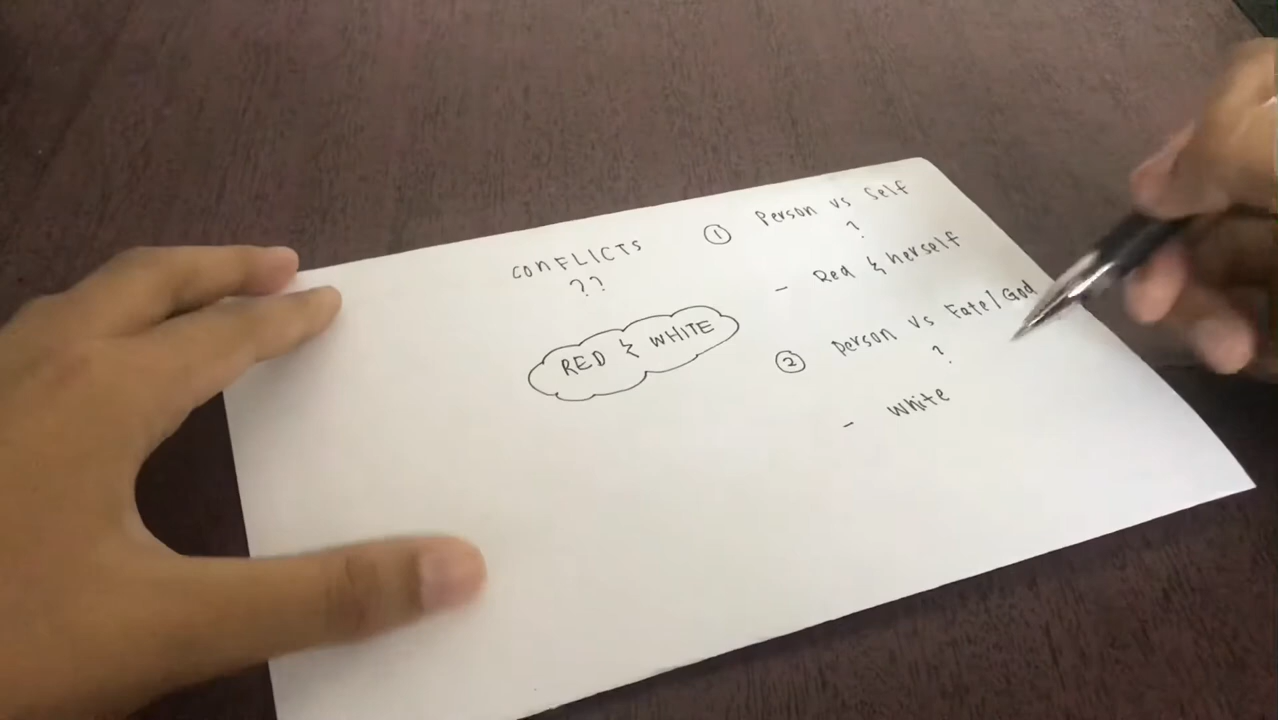 CONFLICTS
??
RED & WHITE
① Person vs Self
?
- Red & herself
② person vs Fate/God
?
- White